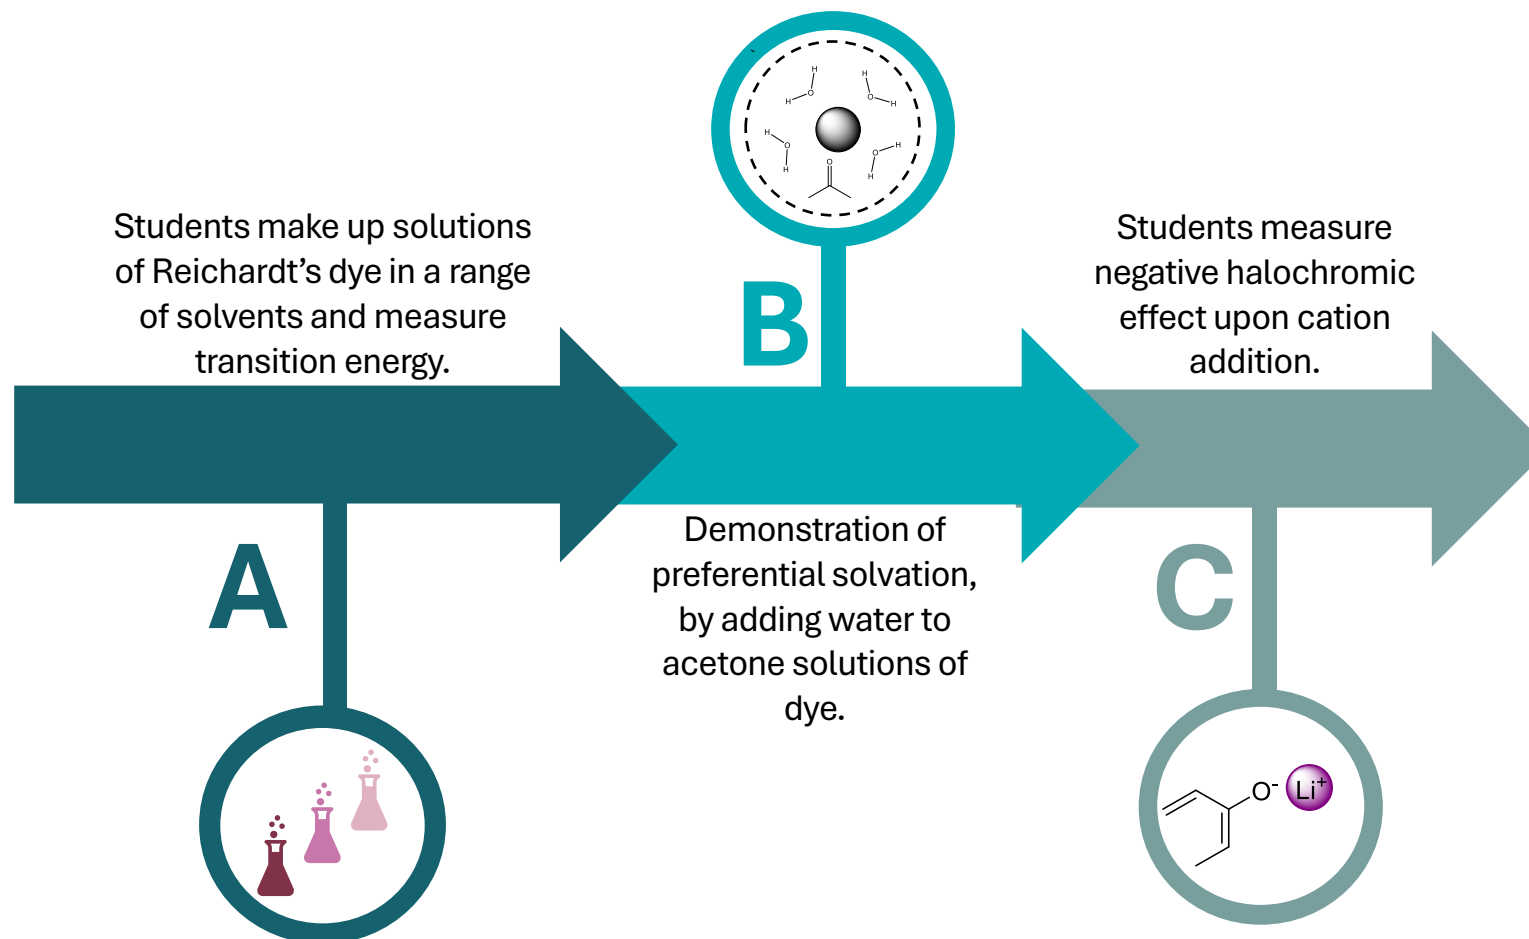 Students make up solutions
of Reichardt’s dye in a range
of solvents and measure
transition energy.
A
H
H
O
H
O
H
H
O
H
H
O
H
O
B
Demonstration of
preferential solvation,
by adding water to
acetone solutions of
dye.
Students measure
negative halochromic
effect upon cation
addition.
C
O-
Li+